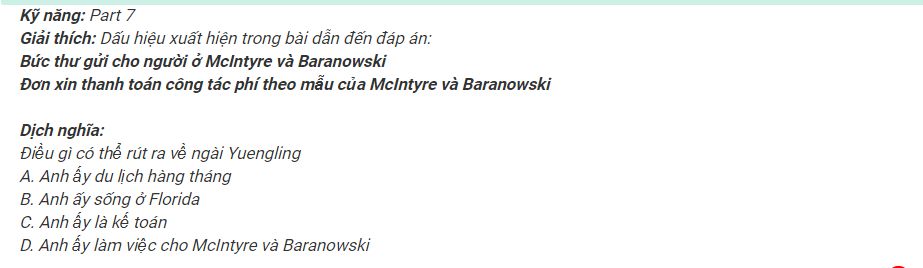 Kỹ năng: Part 7
Giải thích: Dấu hiệu xuất hiện trong bài dẫn đến đáp án:
Bức thư gửi cho người ở McIntyre và Baranowski
Đơn xin thanh toán công tác phí theo mẫu của McIntyre và Baranowski
Dịch nghĩa:
Điều gì có thể rút ra về ngài Yuengling
A. Anh ấy du lịch hàng tháng
B. Anh ấy sống ở Florida
C. Anh ấy là kế toán
D. Anh ấy làm việc cho McIntyre và Baranowski